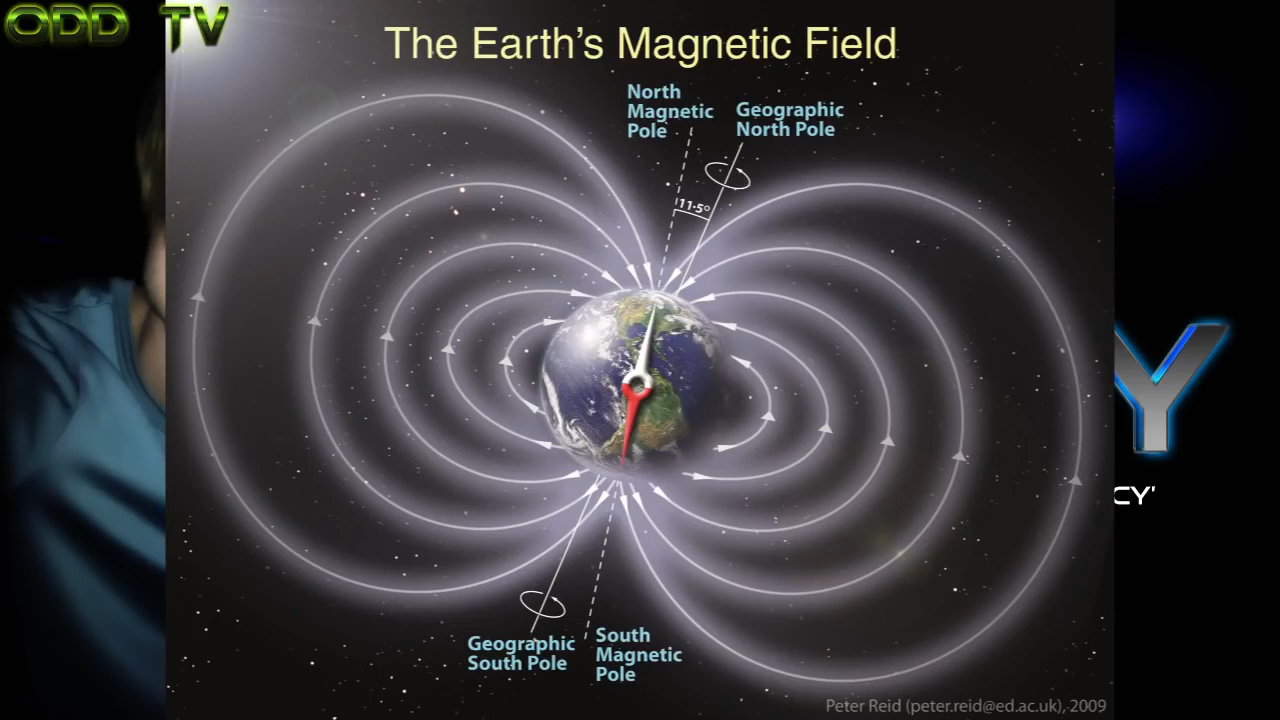 ODD TV
The Earth's Magnetic Field
North
Magnetic
Pole
Geographic
North Pole
11·5°
Y
CY'
Geographic
South Pole
South
Magnetic
Pole
Peter Reid (peter.reid@ed.ac.uk), 2009